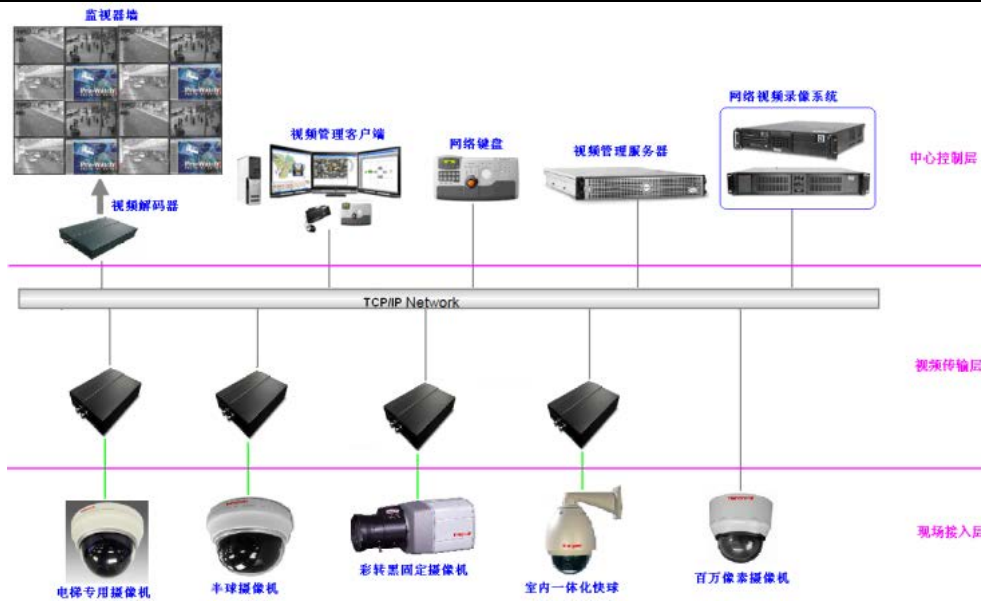 监视器墙
网络视频录像系统
视频管理客户端
网络键盘
视频管理服务器
中心控制层
视频解码器
TCP/IP Network
视频传输层
现场接入层
电梯专用摄像机
半球摄像机
彩转黑固定摄像机
室内一体化快球
百万像素摄像机